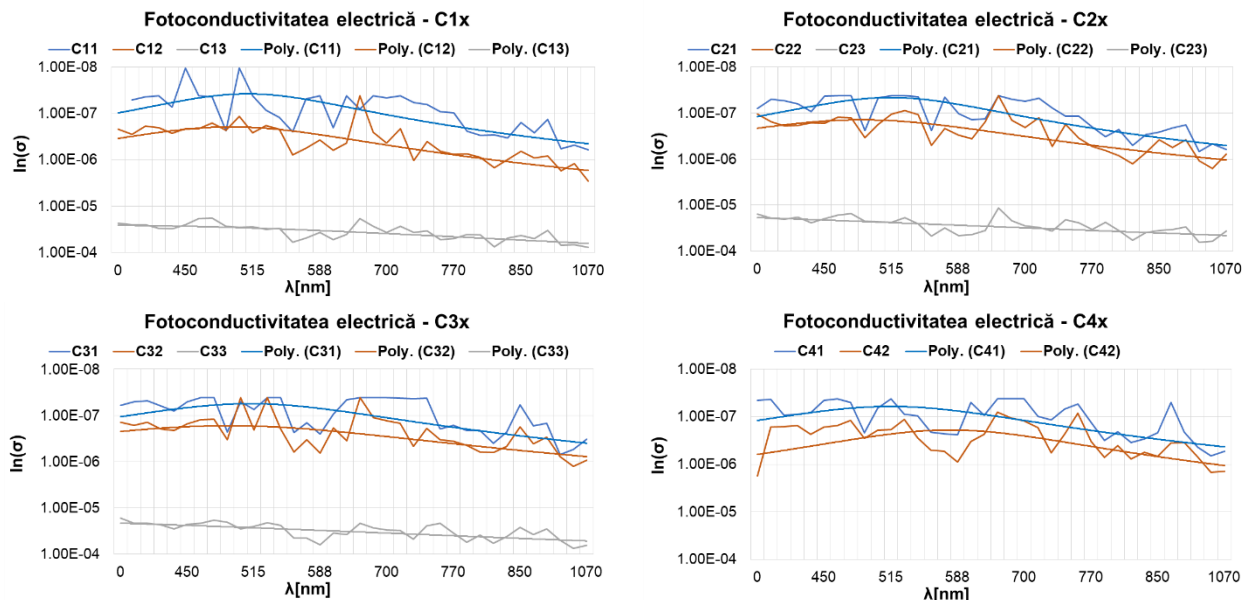 Fotoconductivitatea electrică - C1x
C11 C12 C13 Poly. (C11) Poly. (C12) Poly. (C13)
1.00E-08
1.00E-07
1.00E-06
1.00E-05
1.00E-04
ln(σ)
0 450 515 588 700 770 850 1070
λ[nm]
Fotoconductivitatea electrică - C2x
C21 C22 C23 Poly. (C21) Poly. (C22) Poly. (C23)
1.00E-08
1.00E-07
1.00E-06
1.00E-05
1.00E-04
ln(σ)
0 450 515 588 700 770 850 1070
λ[nm]
Fotoconductivitatea electrică - C3x
C31 C32 C33 Poly. (C31) Poly. (C32) Poly. (C33)
1.00E-08
1.00E-07
1.00E-06
1.00E-05
1.00E-04
ln(σ)
0 450 515 588 700 770 850 1070
λ[nm]
Fotoconductivitatea electrică - C4x
C41 C42 Poly. (C41) Poly. (C42)
1.00E-08
1.00E-07
1.00E-06
1.00E-05
1.00E-04
ln(σ)
0 450 515 588 700 770 850 1070
λ[nm]